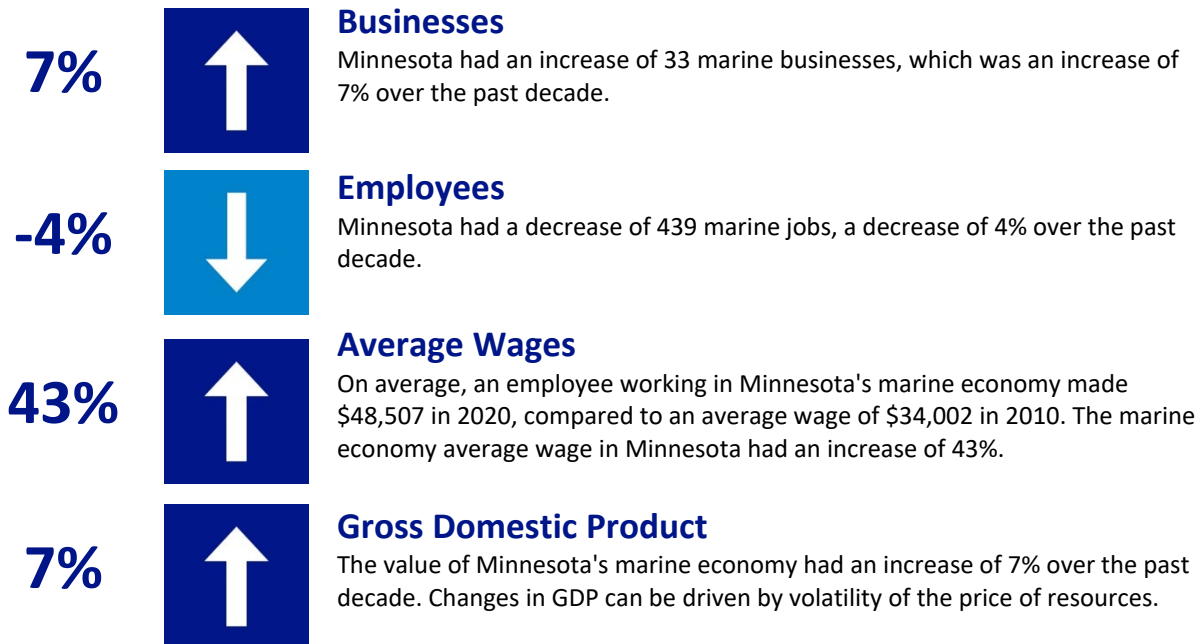 7%
Businesses
Minnesota had an increase of 33 marine businesses, which was an increase of
7% over the past decade.
-4%
Employees
Minnesota had a decrease of 439 marine jobs, a decrease of 4% over the past
decade.
43%
Average Wages
On average, an employee working in Minnesota's marine economy made
$48,507 in 2020, compared to an average wage of $34,002 in 2010. The marine
economy average wage in Minnesota had an increase of 43%.
7%
Gross Domestic Product
The value of Minnesota's marine economy had an increase of 7% over the past
decade. Changes in GDP can be driven by volatility of the price of resources.